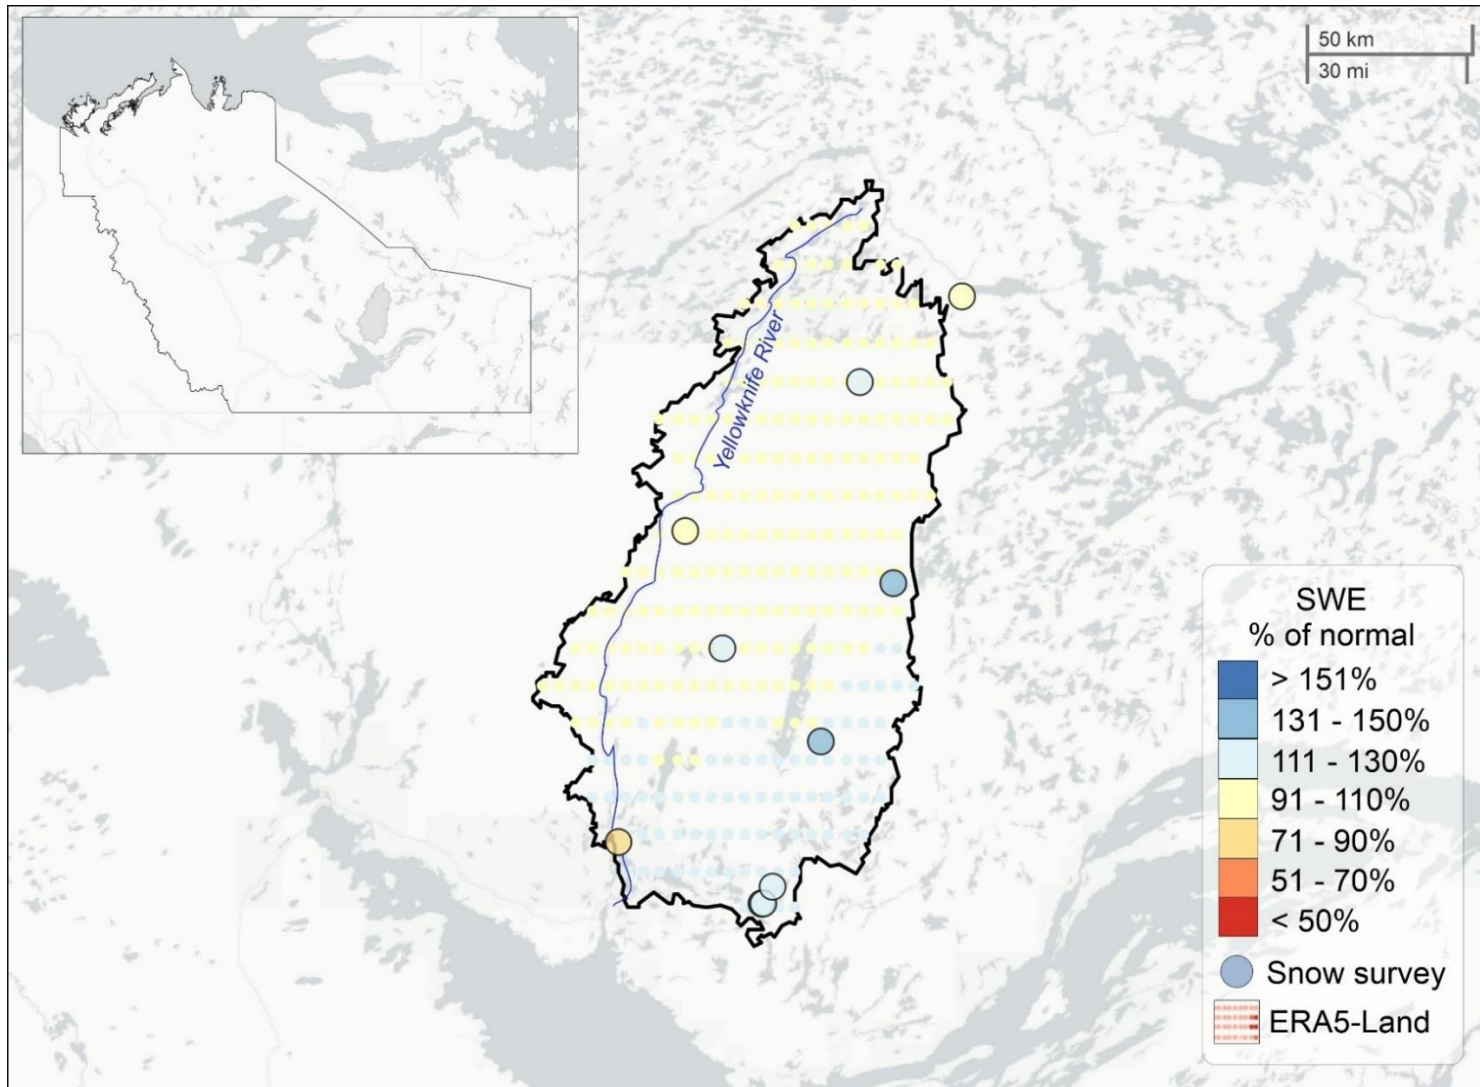 50 km
30 mi
Yellowknife River
SWE
% of normal
> 151%
131 - 150%
111 - 130%
91 - 110%
71 - 90%
51 - 70%
< 50%
Snow survey
ERA5-Land